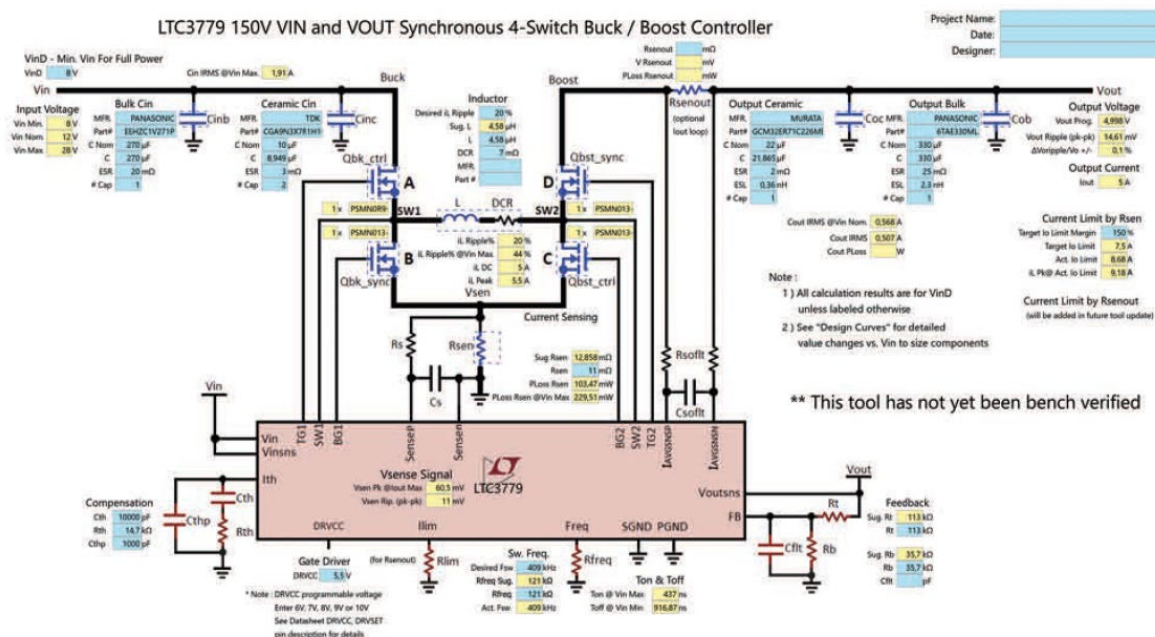 LTC3779 150V VIN and VOUT Synchronous 4-Switch Buck / Boost Controller
Project Name:
Date:
Designer:
VinD - Min. Vin For Full Power
VinD 8 V
Cin IRMS @Vin Max. 1,91 A
Vin
Buck
Boost
Rsenout mΩ
V Rsenout mV
PLoss Rsenout mW
Rsenout
(optional
Iout loop)
Vout
Input Voltage
Vin Min. 8 V
Vin Nom. 12 V
Vin Max 28 V
Bulk Cin
MFR. PANASONIC
Part# EEHZC1V271P
C Nom 270 µF
C 270 µF
ESR 20 mΩ
# Cap 1
Cinb
Ceramic Cin
MFR. TDK
Part# CGA9N3X7R1H1
C Nom 10 µF
C 8,949 µF
ESR 3 mΩ
# Cap 2
Cinc
Inductor
Desired iL Ripple 20 %
Sug. L 4,58 µH
L 4,58 µH
DCR 7 mΩ
MFR.
Part #
Output Ceramic
MFR. MURATA
Part# GCM32ER71C226M
C Nom 22 µF
C 21,865 µF
ESR 2 mΩ
ESL 0,36 nH
# Cap 1
Coc
Output Bulk
MFR. PANASONIC
Part# 6TAE330ML
C Nom 330 µF
C 330 µF
ESR 25 mΩ
ESL 2,3 nH
# Cap 1
Cob
Output Voltage
Vout Prog. 4,998 V
Vout Ripple (pk-pk) 14,61 mV
ΔVoripple/Vo +/- 0,1 %
Output Current
Iout 5 A
Qbk_ctrl
A
Qbst_sync
D
1 x PSMN0R9-
SW1
L
DCR
SW2
1 x PSMN013-
1 x PSMN013-
B
Qbk_sync
iL Ripple% 20 %
iL Ripple% @Vin Max. 44 %
iL DC 5 A
iL Peak 5.5 A
1 x PSMN013-
C
Qbst_ctrl
Cout IRMS @Vin Nom. 0,568 A
Cout IRMS 0,507 A
Cout PLoss W
Current Limit by Rsen
Target Io Limit Margin 150 %
Target Io Limit 7,5 A
Act. Io Limit 8,68 A
iL Pk@ Act. Io Limit 9,18 A
Note :
1 ) All calculation results are for VinD
unless labeled otherwise
2 ) See "Design Curves" for detailed
value changes vs. Vin to size components
Current Limit by Rsenout
(will be added in future tool update)
Vsen
Current Sensing
Rs
Rsen
Cs
Sug Rsen 12,858 mΩ
Rsen 11 mΩ
PLoss Rsen 103,47 mW
PLoss Rsen @Vin Max 229,51 mW
Rsoflt
Csoflt
** This tool has not yet been bench verified
Vin
Vin
Vinsns
TG1
SW1
BG1
SenseP
Sensen
BG2
SW2
TG2
IAVGSNSP
IAVGSNSN
Ith
Vsense Signal
Vsen Pk @Iout Max 60,5 mV
Vsen Rip. (pk-pk) 11 mV
LTC3779
Voutsns
FB
Vout
DRVCC
Ilim
Freq
SGND
PGND
Compensation
Cth 10000 pF
Rth 14,7 kΩ
Cthp 1000 pF
Cthp
Cth
Rth
Gate Driver
DRVCC 5,5 V
* Note : DRVCC programmable voltage
Enter 6V, 7V, 8V, 9V or 10V
See Datasheet DRVCC, DRVSET
pin description for details
(for Rsenout)
Rlim
Sw. Freq.
Desired Fsw 409 kHz
Rfreq Sug. 121 kΩ
Rfreq 121 kΩ
Act. Fsw 409 kHz
Rfreq
Ton & Toff
Ton @ Vin Max 437 ns
Toff @ Vin Min 916,87 ns
Rt
Rb
Cflt
Feedback
Sug. Rt 113 kΩ
Rt 113 kΩ
Sug. Rb 35,7 kΩ
Rb 35,7 kΩ
Cflt pF